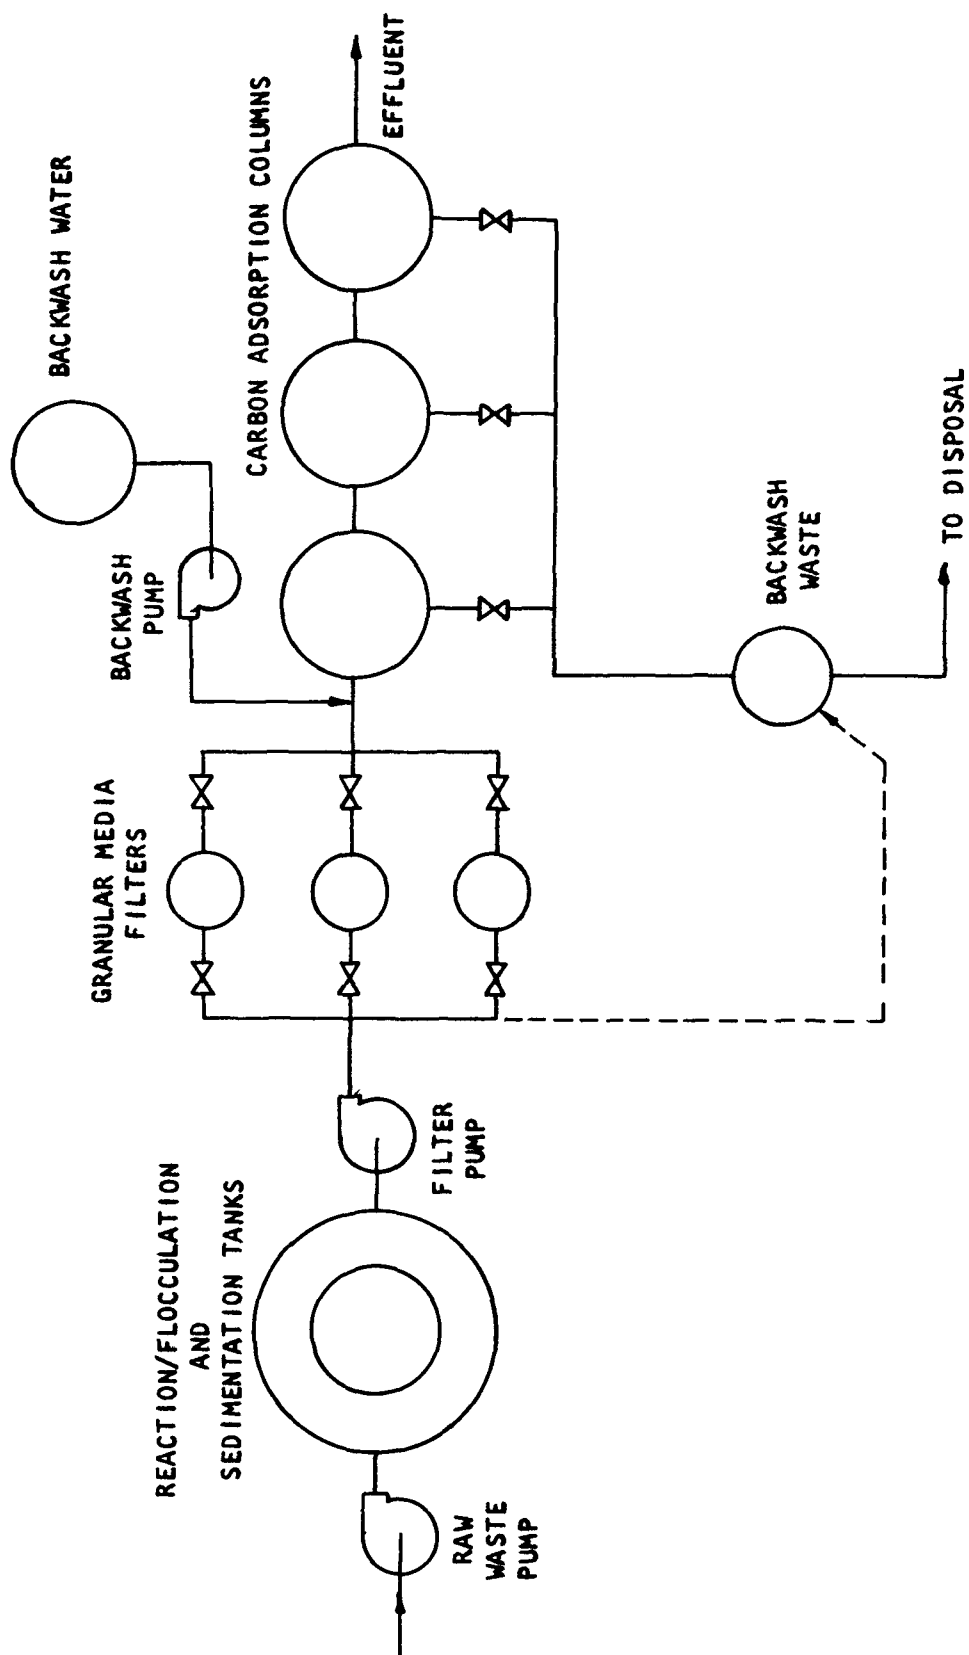 RAW
WASTE
PUMP
REACTION/FLOCCULATION
AND
SEDIMENTATION TANKS
FILTER
PUMP
GRANULAR MEDIA
FILTERS
BACKWASH
PUMP
BACKWASH WATER
CARBON ADSORPTION COLUMNS
EFFLUENT
BACKWASH
WASTE
TO DISPOSAL